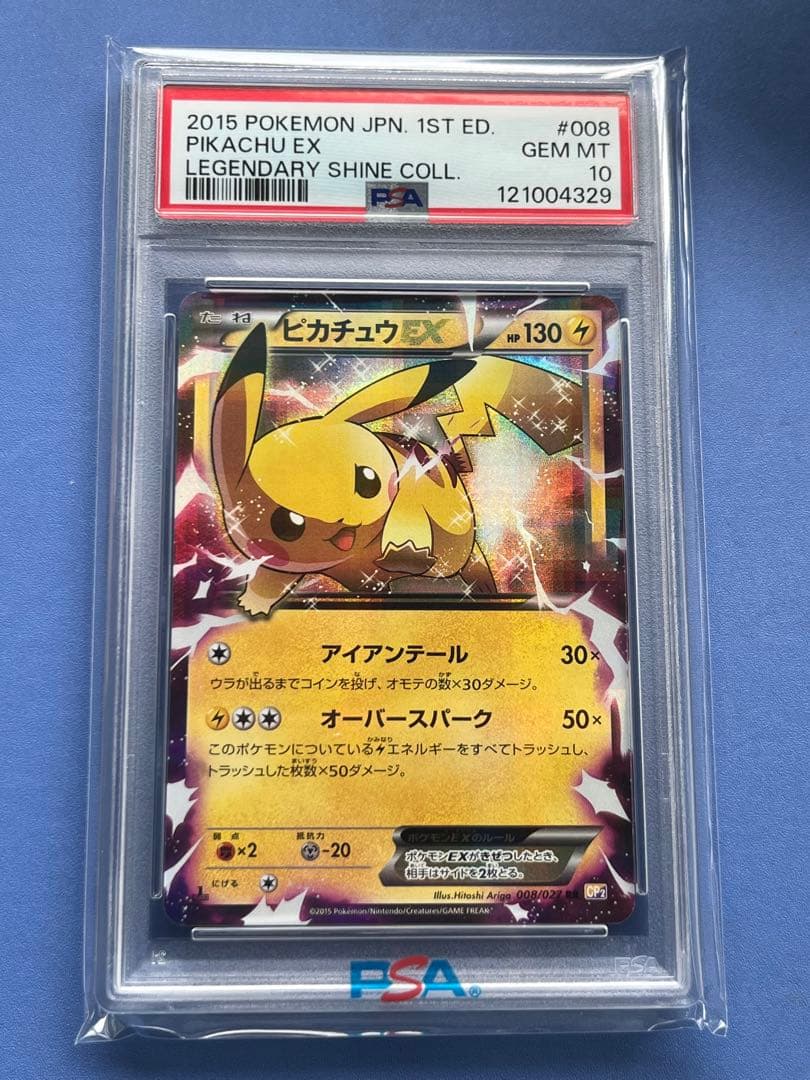 2015 POKEMON JPN. 1ST ED. #008
PIKACHU EX GEM MT
LEGENDARY SHINE COLL. 10
PSA 121004329
たね ピカチュウEX HP 130
アイアンテール 30×
ウラが出るまでコインを投げ、オモテの数×30ダメージ。
オーバースパーク 50×
このポケモンについているエネルギーをすべてトラッシュし、
トラッシュした枚数×50ダメージ。
弱点 ×2 抵抗力 -20
ポケモンEXのルール
ポケモンEXがきぜつしたとき、
相手はサイドを2枚とる。
にげる
Illus.Hitoshi Ariga 008/027 RR CP2
©2015 Pokémon/Nintendo/Creatures/GAME FREAK
PSA®
PSA